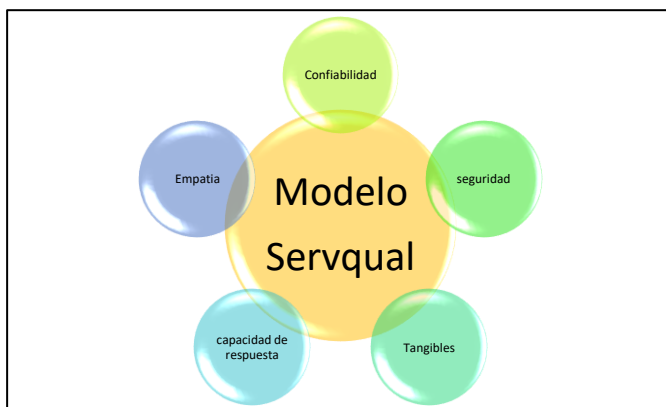 Confiabilidad
Empatia
seguridad
Modelo
Servqual
capacidad de
respuesta
Tangibles